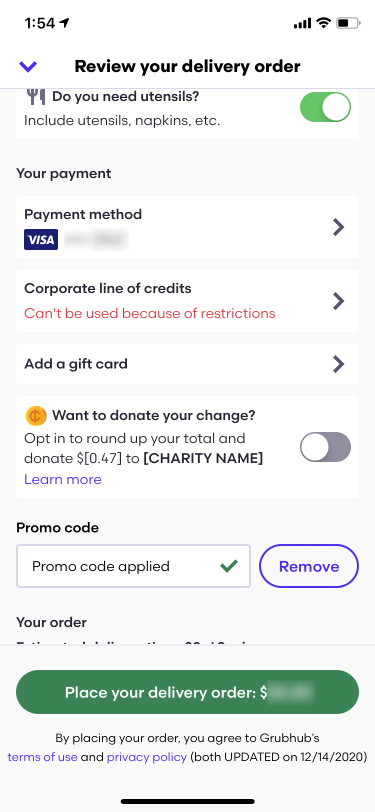 1:54
Review your delivery order
Do you need utensils?
Include utensils, napkins, etc.
Your payment
Payment method
VISA
Corporate line of credits
Can't be used because of restrictions
Add a gift card
Want to donate your change?
Opt in to round up your total and
donate $[0.47] to [CHARITY NAME]
Learn more
Promo code
Promo code applied
Remove
Your order
Place your delivery order: $
By placing your order, you agree to Grubhub's
terms of use and privacy policy (both UPDATED on 12/14/2020)